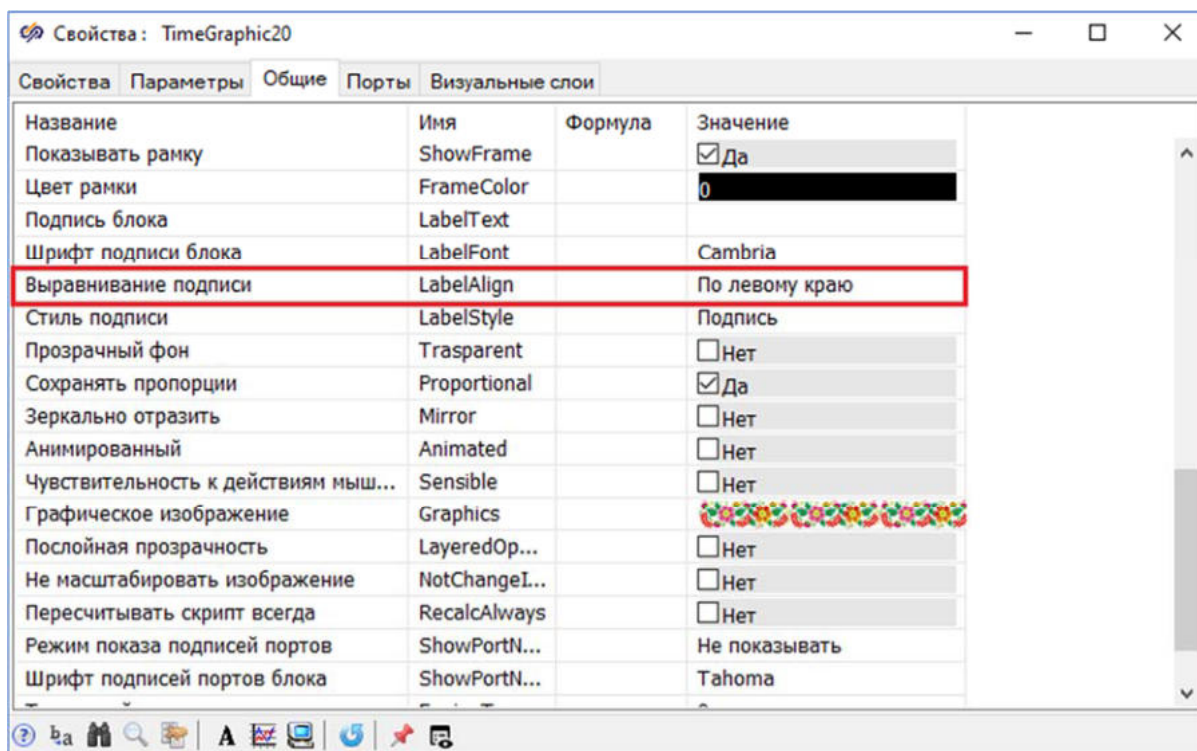 Свойства: TimeGraphic20
Свойства Параметры Общие Порты Визуальные слои
Название Имя Формула Значение
Показывать рамку ShowFrame Да
Цвет рамки FrameColor 0
Подпись блока LabelText
Шрифт подписи блока LabelFont Cambria
Выравнивание подписи LabelAlign По левому краю
Стиль подписи LabelStyle Подпись
Прозрачный фон Trasparent Нет
Сохранять пропорции Proportional Да
Зеркально отразить Mirror Нет
Анимированный Animated Нет
Чувствительность к действиям мыш... Sensible Нет
Графическое изображение Graphics
Послойная прозрачность LayeredOp... Нет
Не масштабировать изображение NotChangeI... Нет
Пересчитывать скрипт всегда RecalcAlways Нет
Режим показа подписей портов ShowPortN... Не показывать
Шрифт подписей портов блока ShowPortN... Tahoma